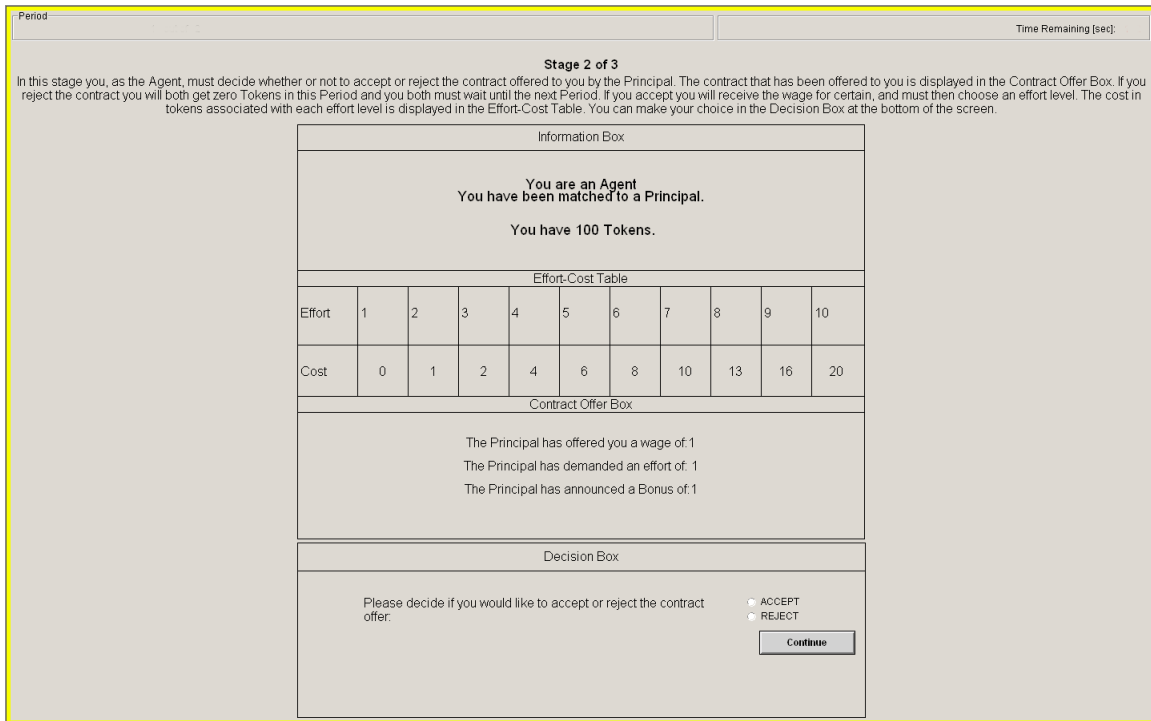 Period
Time Remaining [sec]:
Stage 2 of 3
In this stage you, as the Agent, must decide whether or not to accept or reject the contract offered to you by the Principal. The contract that has been offered to you is displayed in the Contract Offer Box. If you
reject the contract you will both get zero Tokens in this Period and you both must wait until the next Period. If you accept you will receive the wage for certain, and must then choose an effort level. The cost in
tokens associated with each effort level is displayed in the Effort-Cost Table. You can make your choice in the Decision Box at the bottom of the screen.
Information Box
You are an Agent
You have been matched to a Principal.
You have 100 Tokens.
Effort-Cost Table
Effort 1 2 3 4 5 6 7 8 9 10
Cost 0 1 2 4 6 8 10 13 16 20
Contract Offer Box
The Principal has offered you a wage of:1
The Principal has demanded an effort of: 1
The Principal has announced a Bonus of:1
Decision Box
Please decide if you would like to accept or reject the contract
offer:
ACCEPT
REJECT
Continue